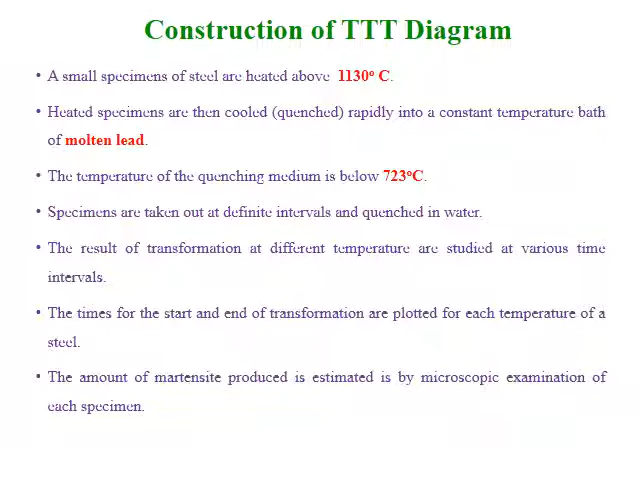 Construction of TTT Diagram
• A small specimens of steel are heated above 1130º C.
• Heated specimens are then cooled (quenched) rapidly into a constant temperature bath
of molten lead.
• The temperature of the quenching medium is below 723ºC.
• Specimens are taken out at definite intervals and quenched in water.
• The result of transformation at different temperature are studied at various time
intervals.
• The times for the start and end of transformation are plotted for each temperature of a
steel.
• The amount of martensite produced is estimated is by microscopic examination of
each specimen.